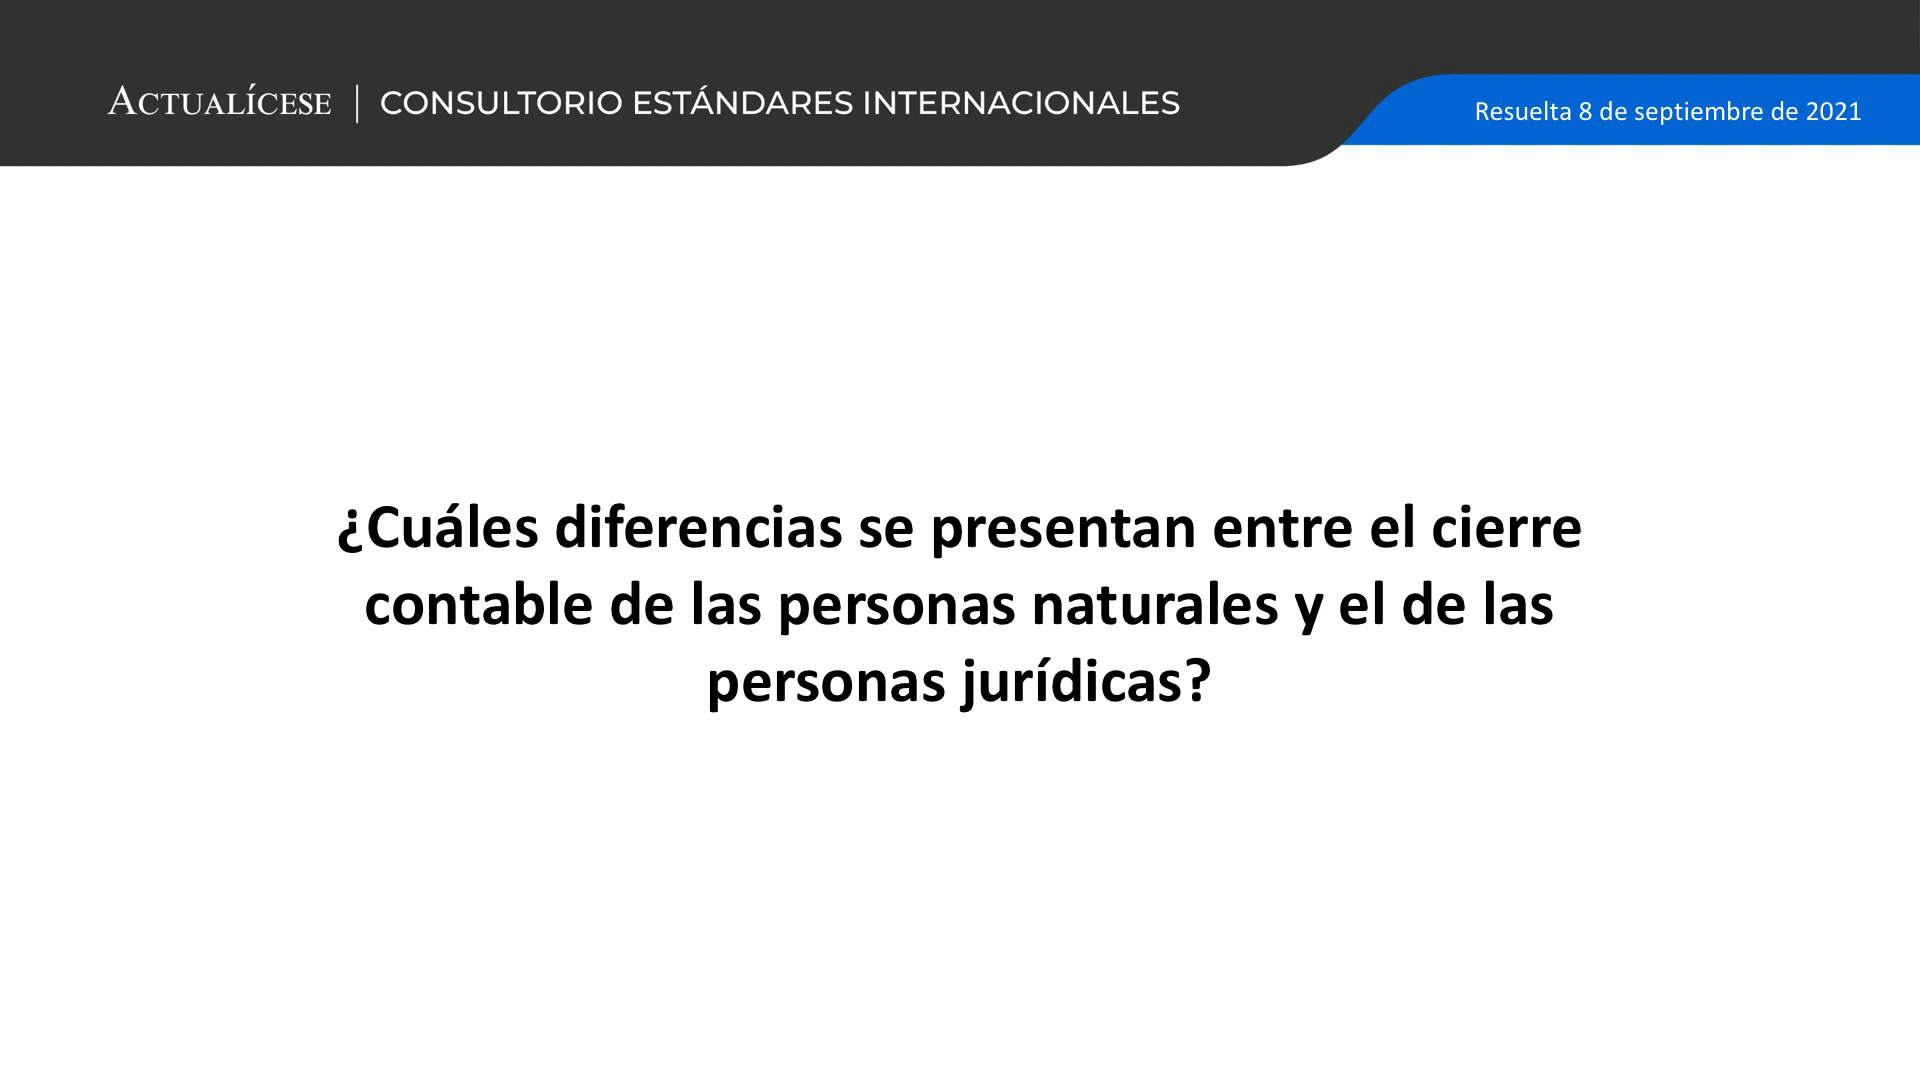 ACTUALÍCESE | CONSULTORIO ESTÁNDARES INTERNACIONALES
Resuelta 8 de septiembre de 2021
¿Cuáles diferencias se presentan entre el cierre
contable de las personas naturales y el de las
personas jurídicas?